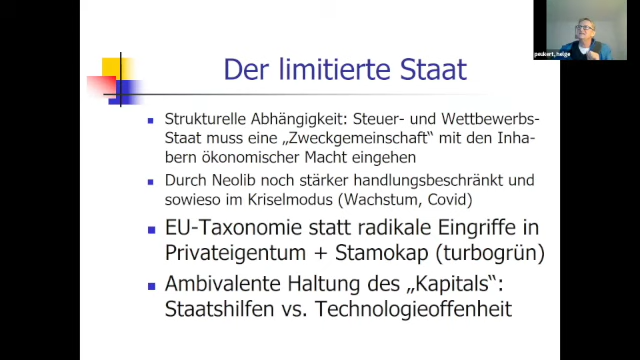 peukert, helge
Der limitierte Staat
Strukturelle Abhängigkeit: Steuer- und Wettbewerbs-
Staat muss eine „Zweckgemeinschaft“ mit den Inha-
bern ökonomischer Macht eingehen
Durch Neolib noch stärker handlungsbeschränkt und
sowieso im Kriselmodus (Wachstum, Covid)
EU-Taxonomie statt radikale Eingriffe in
Privateigentum + Stamokap (turbogrün)
Ambivalente Haltung des „Kapitals“:
Staatshilfen vs. Technologieoffenheit